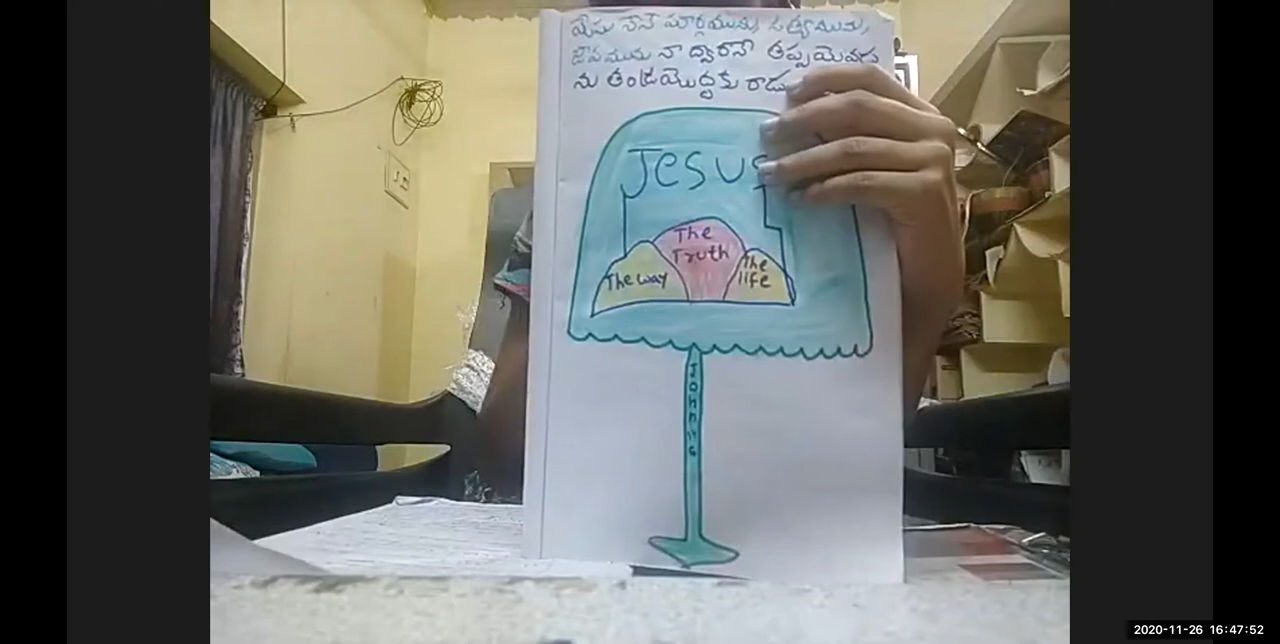 యేసు నేనే మార్గమును, సత్యమును,
జీవమును నా ద్వారానే తప్ప యెవడు
ను తండ్రి యొద్దకు రాడు
Jesus
The
Truth
The way
The
life
John 14:6
2020-11-26 16:47:52